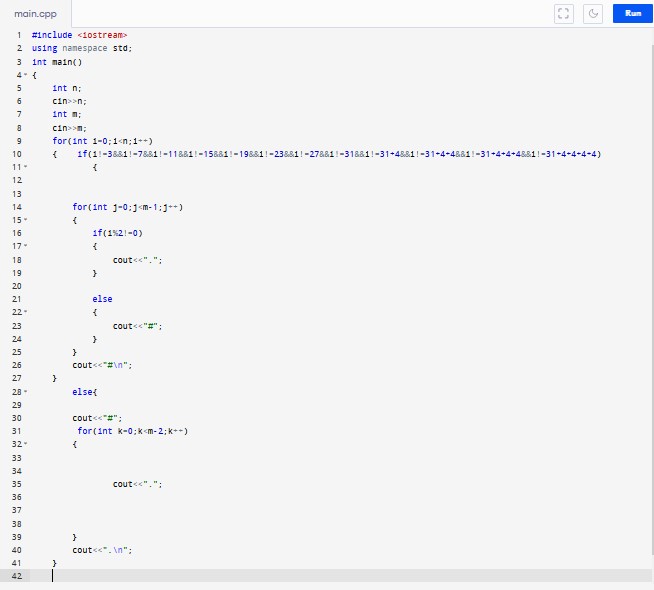 main.cpp
Run
1 #include <iostream>
2 using namespace std;
3 int main()
4 {
5 int n;
6 cin>>n;
7 int m;
8 cin>>m;
9 for(int i=0;i<n;i++)
10 { if(i!=3&&i!=7&&i!=11&&i!=15&&i!=19&&i!=23&&i!=27&&i!=31&&i!=31+4&&i!=31+4+4&&i!=31+4+4+4&&i!=31+4+4+4+4)
11 {
12
13
14 for(int j=0;j<m-1;j++)
15 {
16 if(i%2!=0)
17 {
18 cout<<".";
19 }
20
21 else
22 {
23 cout<<"#";
24 }
25 }
26 cout<<"#\n";
27 }
28 else{
29
30 cout<<"#";
31 for(int k=0;k<m-2;k++)
32 {
33
34
35 cout<<".";
36
37
38
39 }
40 cout<<".\n";
41 }
42